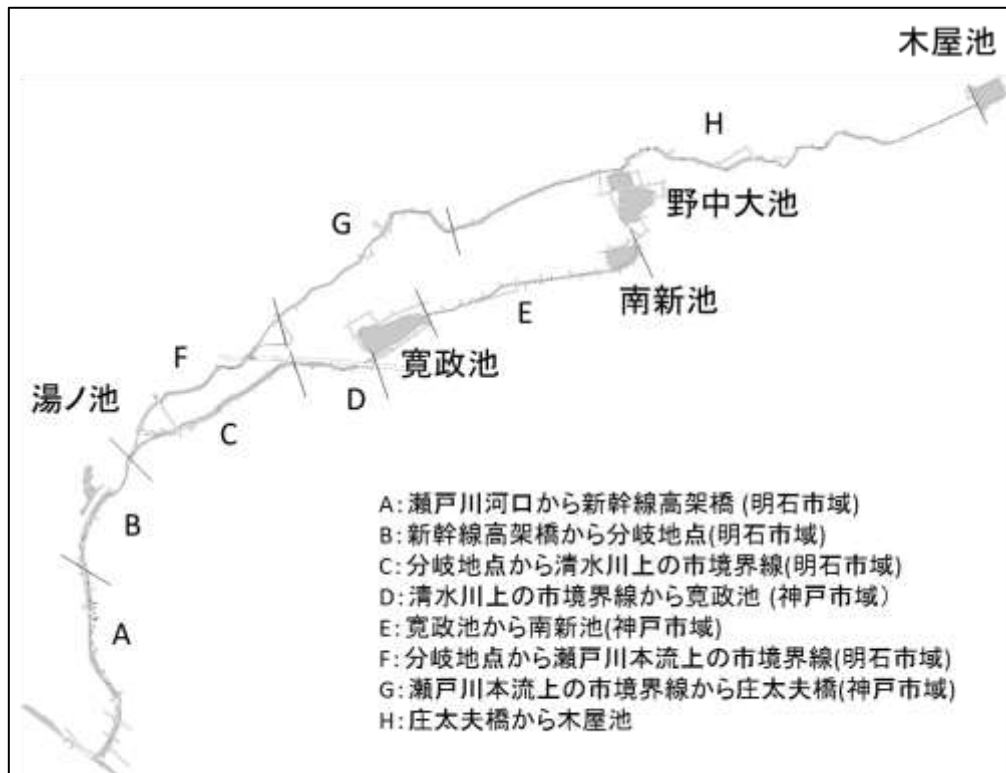 木屋池
H
野中大池
G
南新池
E
寛政池
F
D
湯ノ池
C
B
A
A:瀬戸川河口から新幹線高架橋 (明石市域)
B:新幹線高架橋から分岐地点(明石市域)
C:分岐地点から清水川上の市境界線(明石市域)
D:清水川上の市境界線から寛政池 (神戸市域)
E:寛政池から南新池(神戸市域)
F:分岐地点から瀬戸川本流上の市境界線(明石市域)
G:瀬戸川本流上の市境界線から庄太夫橋(神戸市域)
H:庄太夫橋から木屋池